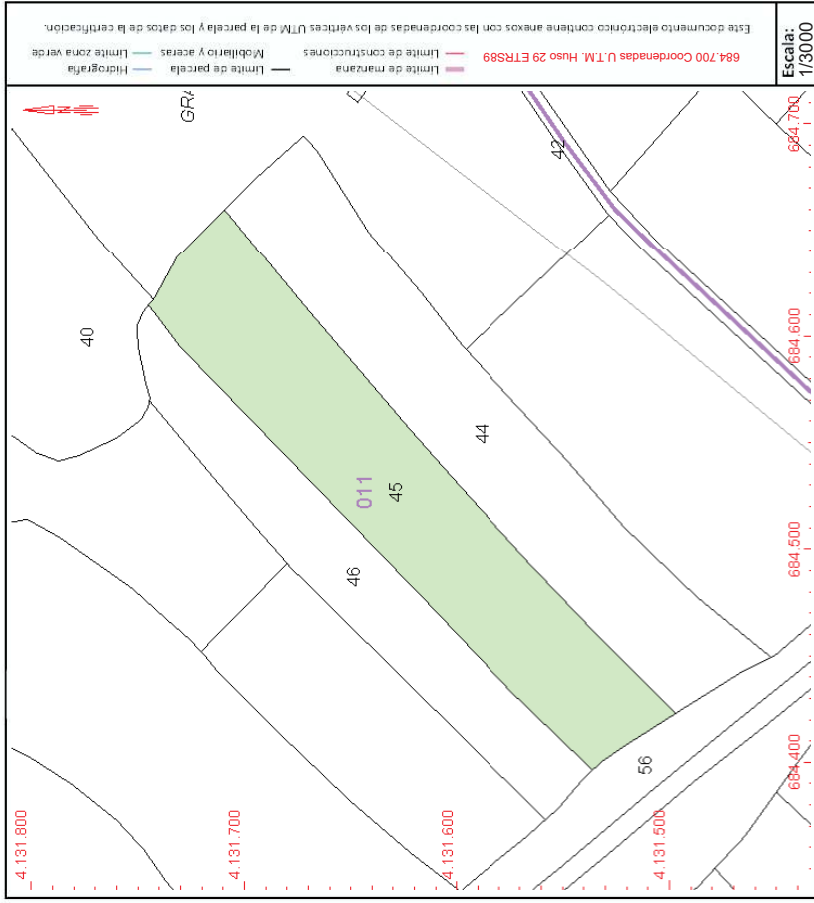 Este documento electrónico contiene anexos con las coordenadas de los vértices UTM de la parcela y los datos de la certificación.
684.700 Coordenadas U.T.M. Huso 29 ETRS89
Límite de manzana
Límite de construcciones
Límite de parcela
Mobiliario y aceras
Hidrografía
Límite zona verde
Escala:
1/3000
GRA
40
42
44
011
45
46
56
4.131.800
4.131.700
4.131.600
4.131.500
684.400
684.500
684.600
684.700